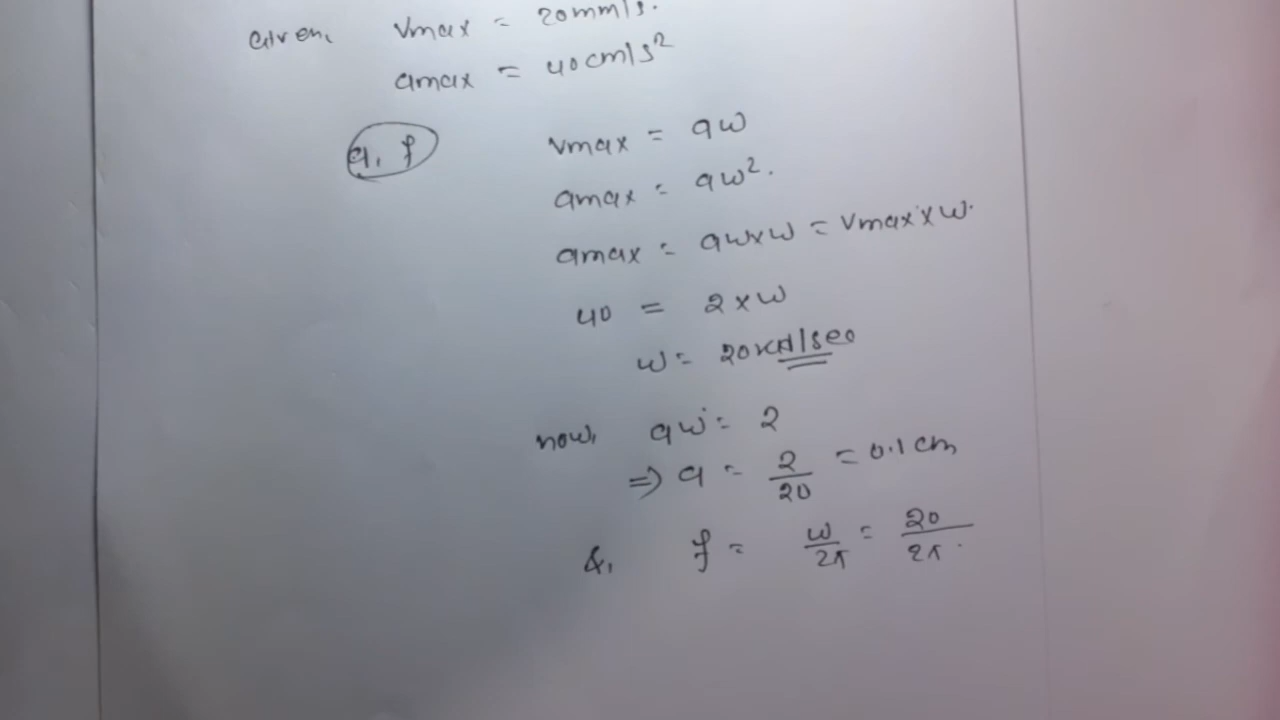 Given, vmax = 20mm/s.
amax = 40cm/s²
a, f
vmax = aω
amax = aω².
amax = aω×ω = vmax×ω.
40 = 2×ω
ω = 20rad/sec
now, aω = 2
⇒ a = 2/20 = 0.1 cm
&, f = ω/2π = 20/2π.